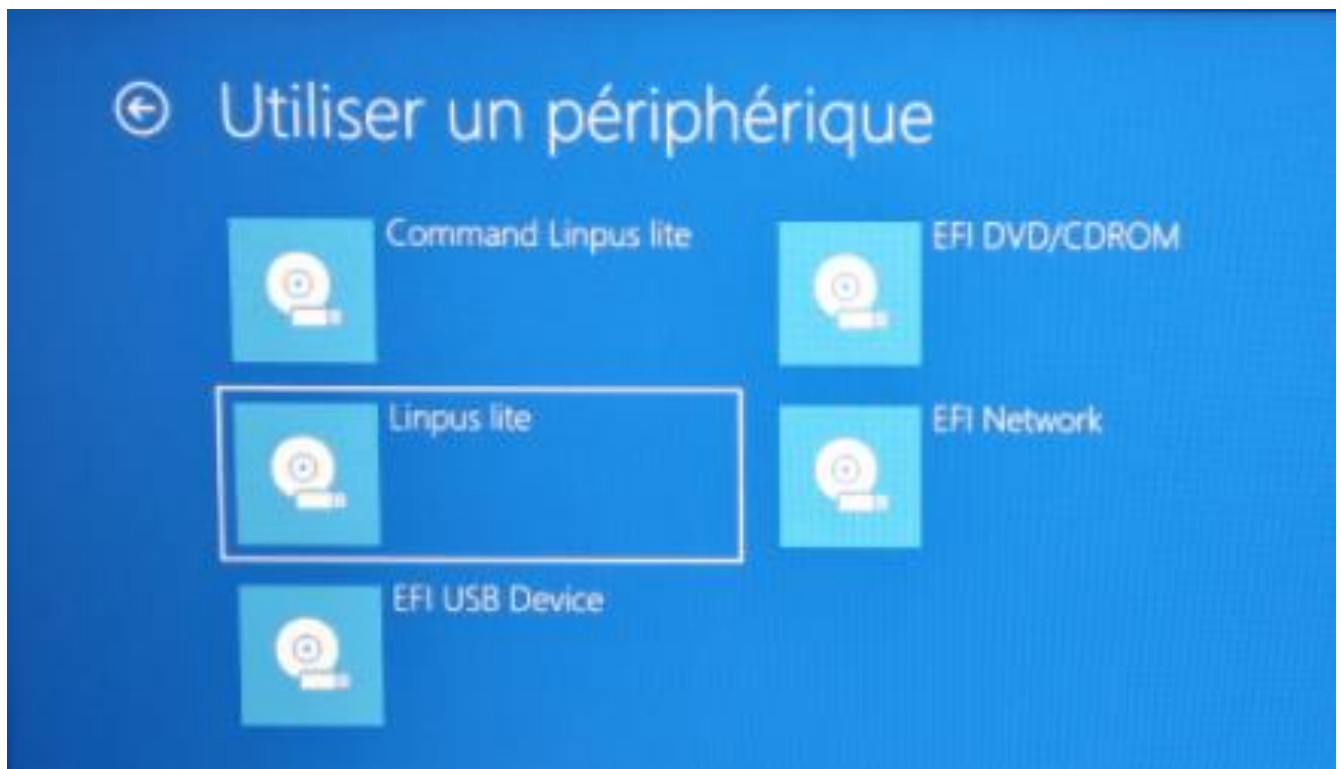 Utiliser un périphérique
Command Linpus lite
EFI DVD/CDROM
Linpus lite
EFI Network
EFI USB Device